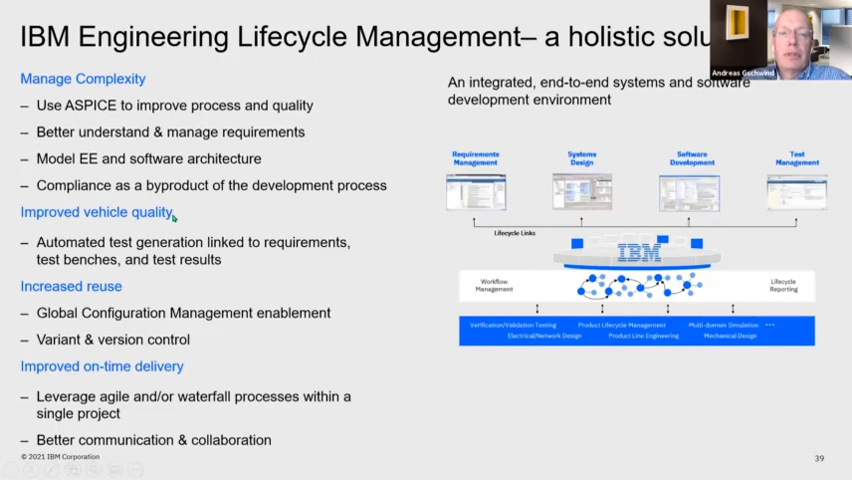 IBM Engineering Lifecycle Management– a holistic solu
Andreas Gschwind
Manage Complexity
– Use ASPICE to improve process and quality
– Better understand & manage requirements
– Model EE and software architecture
– Compliance as a byproduct of the development process
Improved vehicle quality
– Automated test generation linked to requirements,
test benches, and test results
Increased reuse
– Global Configuration Management enablement
– Variant & version control
Improved on-time delivery
– Leverage agile and/or waterfall processes within a
single project
– Better communication & collaboration
An integrated, end-to-end systems and software
development environment
Requirements
Management
Systems
Design
Software
Development
Test
Management
Lifecycle Links
IBM
Workflow
Management
Lifecycle
Reporting
Verification/Validation Testing
Product Lifecycle Management
Multi-domain Simulation
Electrical/Network Design
Product Line Engineering
Mechanical Design
© 2021 IBM Corporation
39